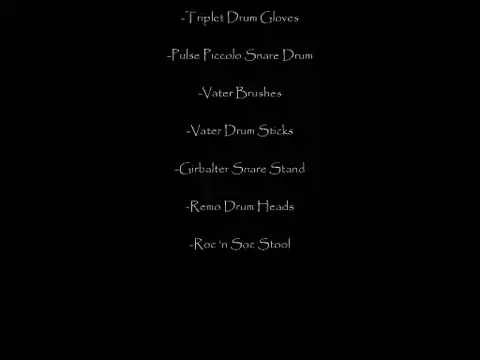 -Triplet Drum Gloves
-Pulse Piccolo Snare Drum
-Vater Brushes
-Vater Drum Sticks
-Girbalter Snare Stand
-Remo Drum Heads
-Roc 'n Soc Stool